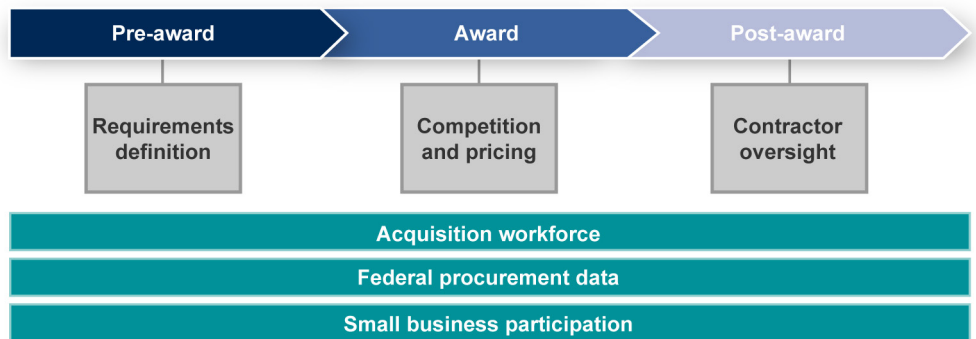 Pre-award
Award
Post-award
Requirements
definition
Competition
and pricing
Contractor
oversight
Acquisition workforce
Federal procurement data
Small business participation